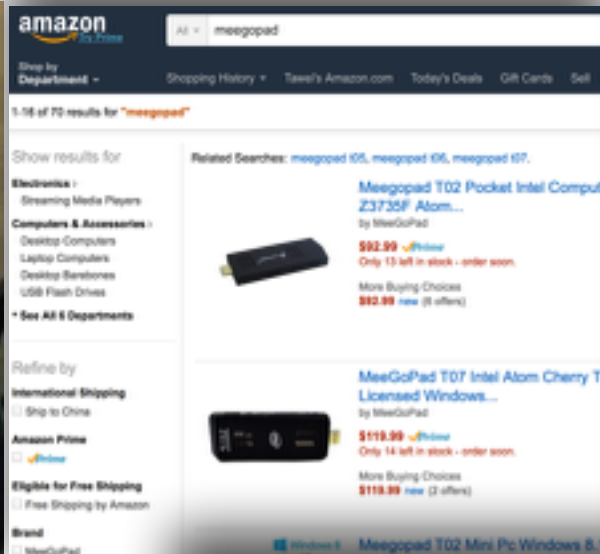 amazon
Try Prime
All
meegopad
Shop by
Department
Shopping History
Tawei's Amazon.com
Today's Deals
Gift Cards
Sell
1-16 of 70 results for "meegopad"
Show results for
Electronics ›
Streaming Media Players
Computers & Accessories ›
Desktop Computers
Laptop Computers
Desktop Barebones
USB Flash Drives
See All 6 Departments
Refine by
International Shipping
Ship to China
Amazon Prime
Prime
Eligible for Free Shipping
Free Shipping by Amazon
Brand
MeeGoPad
Related Searches: meegopad t05, meegopad t06, meegopad t07.
Meegopad T02 Pocket Intel Comput
Z3735F Atom...
by MeeGoPad
$92.99 Prime
Only 13 left in stock - order soon.
More Buying Choices
$92.99 new (6 offers)
MeeGoPad T07 Intel Atom Cherry T
Licensed Windows...
by MeeGoPad
$119.99 Prime
Only 14 left in stock - order soon.
More Buying Choices
$119.99 new (2 offers)
Windows 8
Meegopad T02 Mini Pc Windows 8.